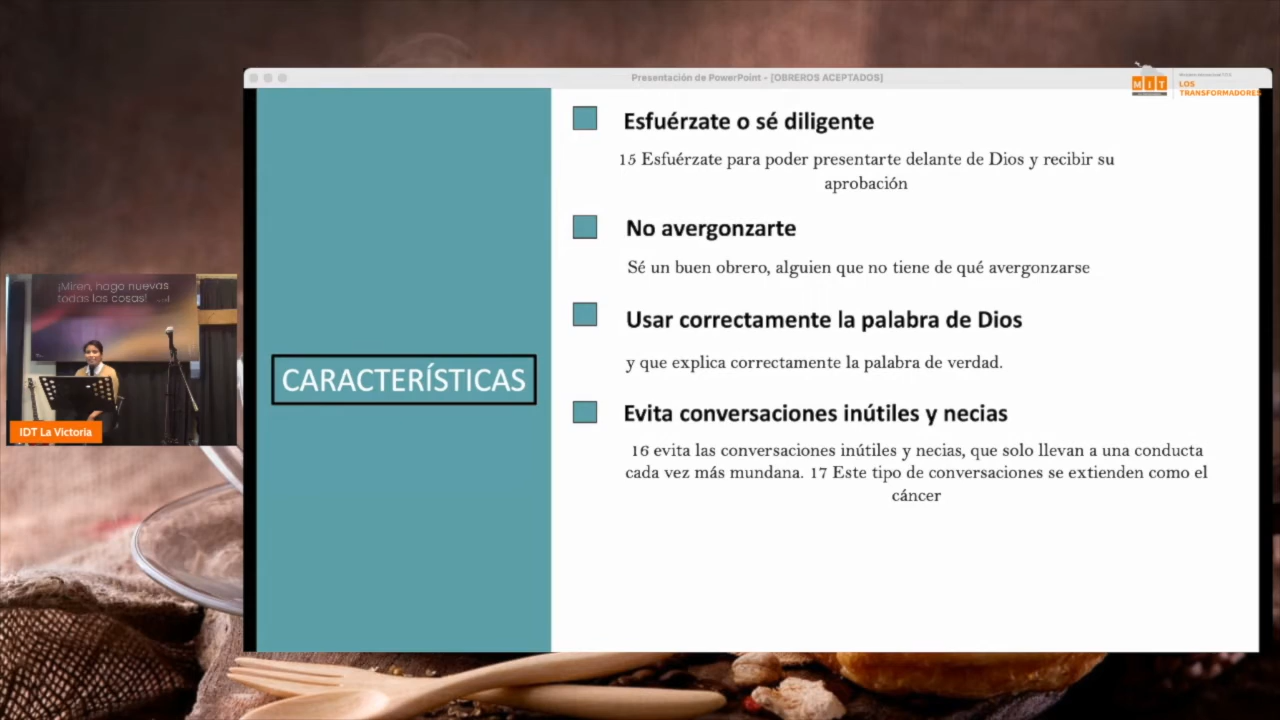 Presentación de PowerPoint - [OBREROS ACEPTADOS]
MIT
LOS
TRANSFORMADORES
Esfuérzate o sé diligente
15 Esfuérzate para poder presentarte delante de Dios y recibir su
aprobación
No avergonzarte
Sé un buen obrero, alguien que no tiene de qué avergonzarse
Usar correctamente la palabra de Dios
y que explica correctamente la palabra de verdad.
CARACTERÍSTICAS
Evita conversaciones inútiles y necias
16 evita las conversaciones inútiles y necias, que solo llevan a una conducta
cada vez más mundana. 17 Este tipo de conversaciones se extienden como el
cáncer
¡Miren, hago nuevas
todas las cosas!
IDT La Victoria